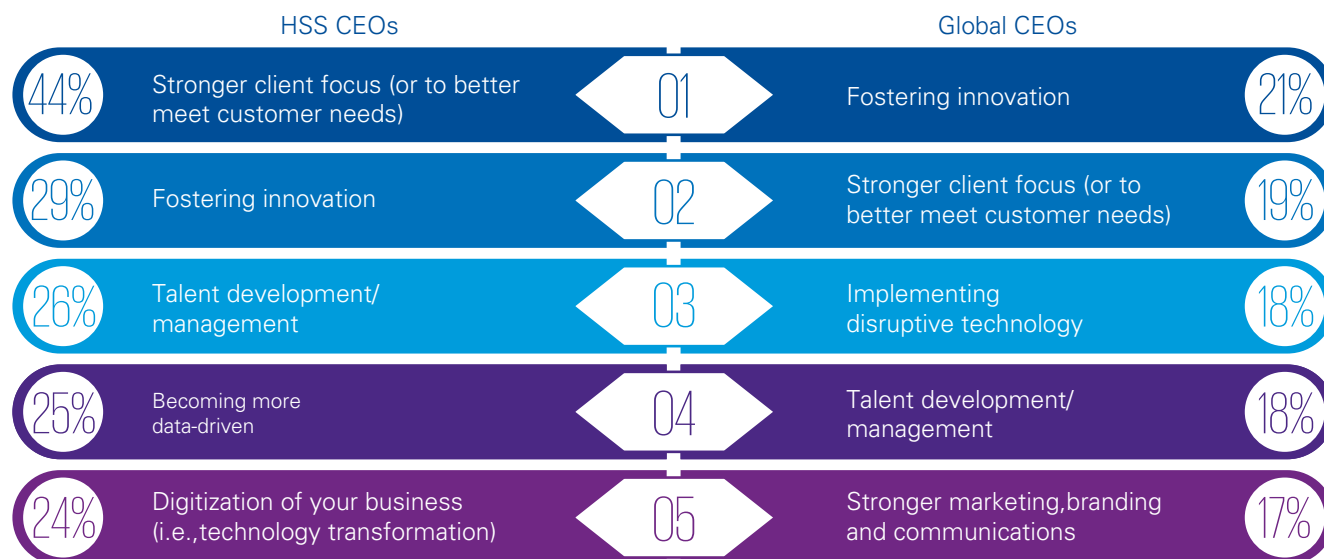 HSS CEOs
Global CEOs
44%
Stronger client focus (or to better
meet customer needs)
01
Fostering innovation
21%
29%
Fostering innovation
02
Stronger client focus (or to
better meet customer needs)
19%
26%
Talent development/
management
03
Implementing
disruptive technology
18%
25%
Becoming more
data-driven
04
Talent development/
management
18%
24%
Digitization of your business
(i.e.,technology transformation)
05
Stronger marketing,branding
and communications
17%